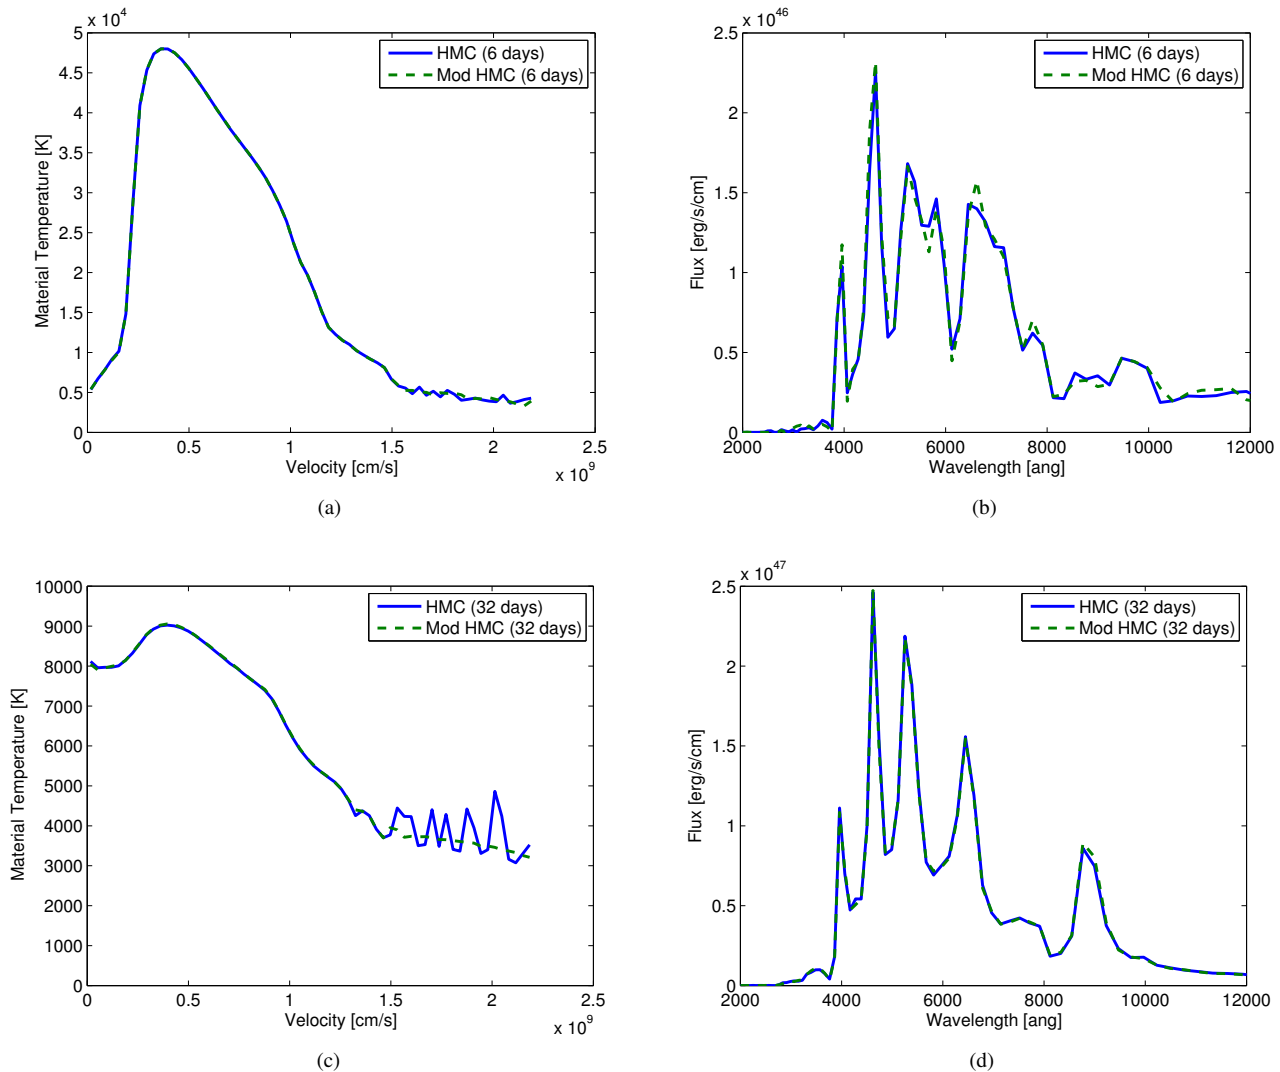 x 10^4
5
4.5
4
3.5
3
2.5
2
1.5
1
0.5
0
0 0.5 1 1.5 2 2.5
x 10^9
Material Temperature [K]
Velocity [cm/s]
HMC (6 days)
Mod HMC (6 days)
(a)
x 10^46
2.5
2
1.5
1
0.5
0
2000 4000 6000 8000 10000 12000
Flux [erg/s/cm]
Wavelength [ang]
HMC (6 days)
Mod HMC (6 days)
(b)
10000
9000
8000
7000
6000
5000
4000
3000
2000
1000
0
0 0.5 1 1.5 2 2.5
x 10^9
Material Temperature [K]
Velocity [cm/s]
HMC (32 days)
Mod HMC (32 days)
(c)
x 10^47
2.5
2
1.5
1
0.5
0
2000 4000 6000 8000 10000 12000
Flux [erg/s/cm]
Wavelength [ang]
HMC (32 days)
Mod HMC (32 days)
(d)